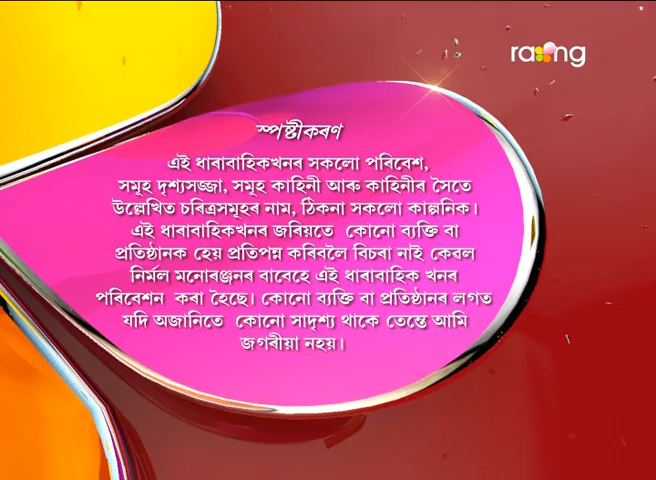 rang
স্পষ্টীকৰণ
এই ধাৰাবাহিকখনৰ সকলো পৰিবেশ,
সমূহ দৃশ্যসজ্জা, সমূহ কাহিনী আৰু কাহিনীৰ সৈতে
উল্লেখিত চৰিত্ৰসমূহৰ নাম, ঠিকনা সকলো কাল্পনিক।
এই ধাৰাবাহিকখনৰ জৰিয়তে কোনো ব্যক্তি বা
প্ৰতিষ্ঠানক হেয় প্ৰতিপন্ন কৰিবলৈ বিচৰা নাই কেৱল
নিৰ্মল মনোৰঞ্জনৰ বাবেহে এই ধাৰাবাহিক খনৰ
পৰিবেশন কৰা হৈছে। কোনো ব্যক্তি বা প্ৰতিষ্ঠানৰ লগত
যদি অজানিতে কোনো সাদৃশ্য থাকে তেন্তে আমি
জগৰীয়া নহয়।